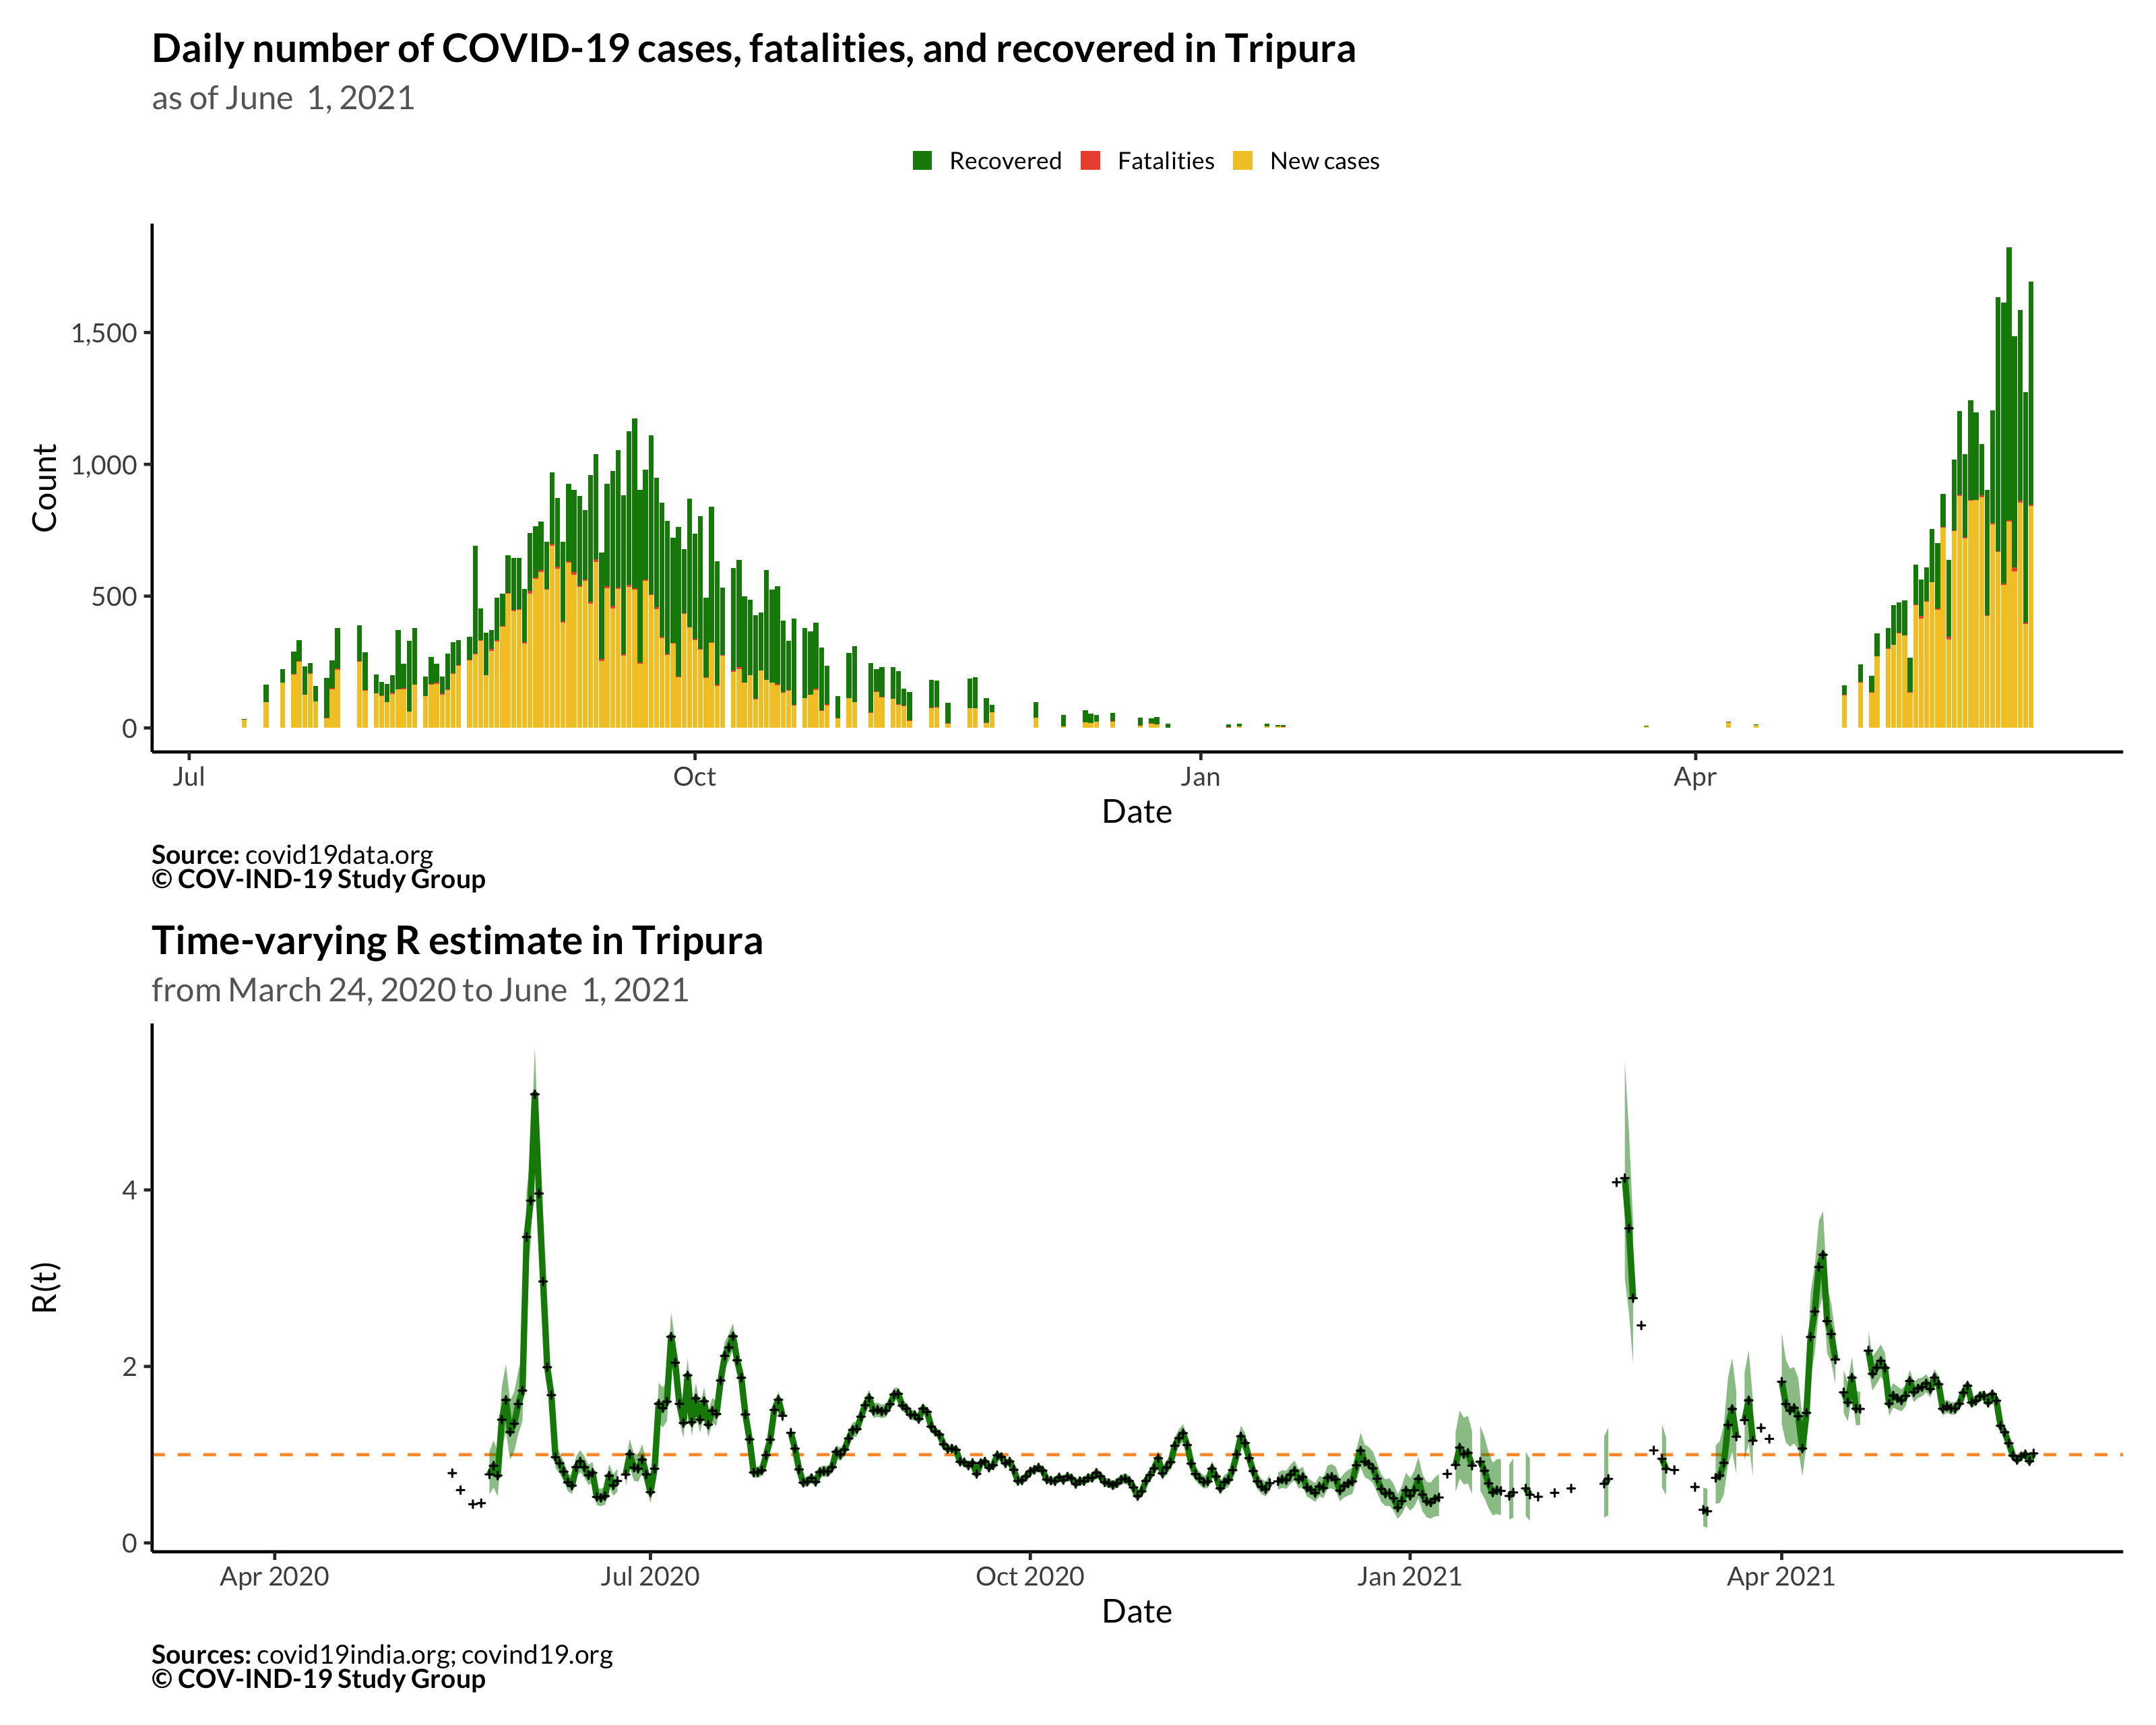 Daily number of COVID-19 cases, fatalities, and recovered in Tripura
as of June  1, 2021
Recovered Fatalities New cases
1,500
1,000
500
0
Count
Jul Oct Jan Apr
Date
Source: covid19data.org
© COV-IND-19 Study Group
Time-varying R estimate in Tripura
from March 24, 2020 to June  1, 2021
4
2
0
R(t)
Apr 2020 Jul 2020 Oct 2020 Jan 2021 Apr 2021
Date
Sources: covid19india.org; covind19.org
© COV-IND-19 Study Group